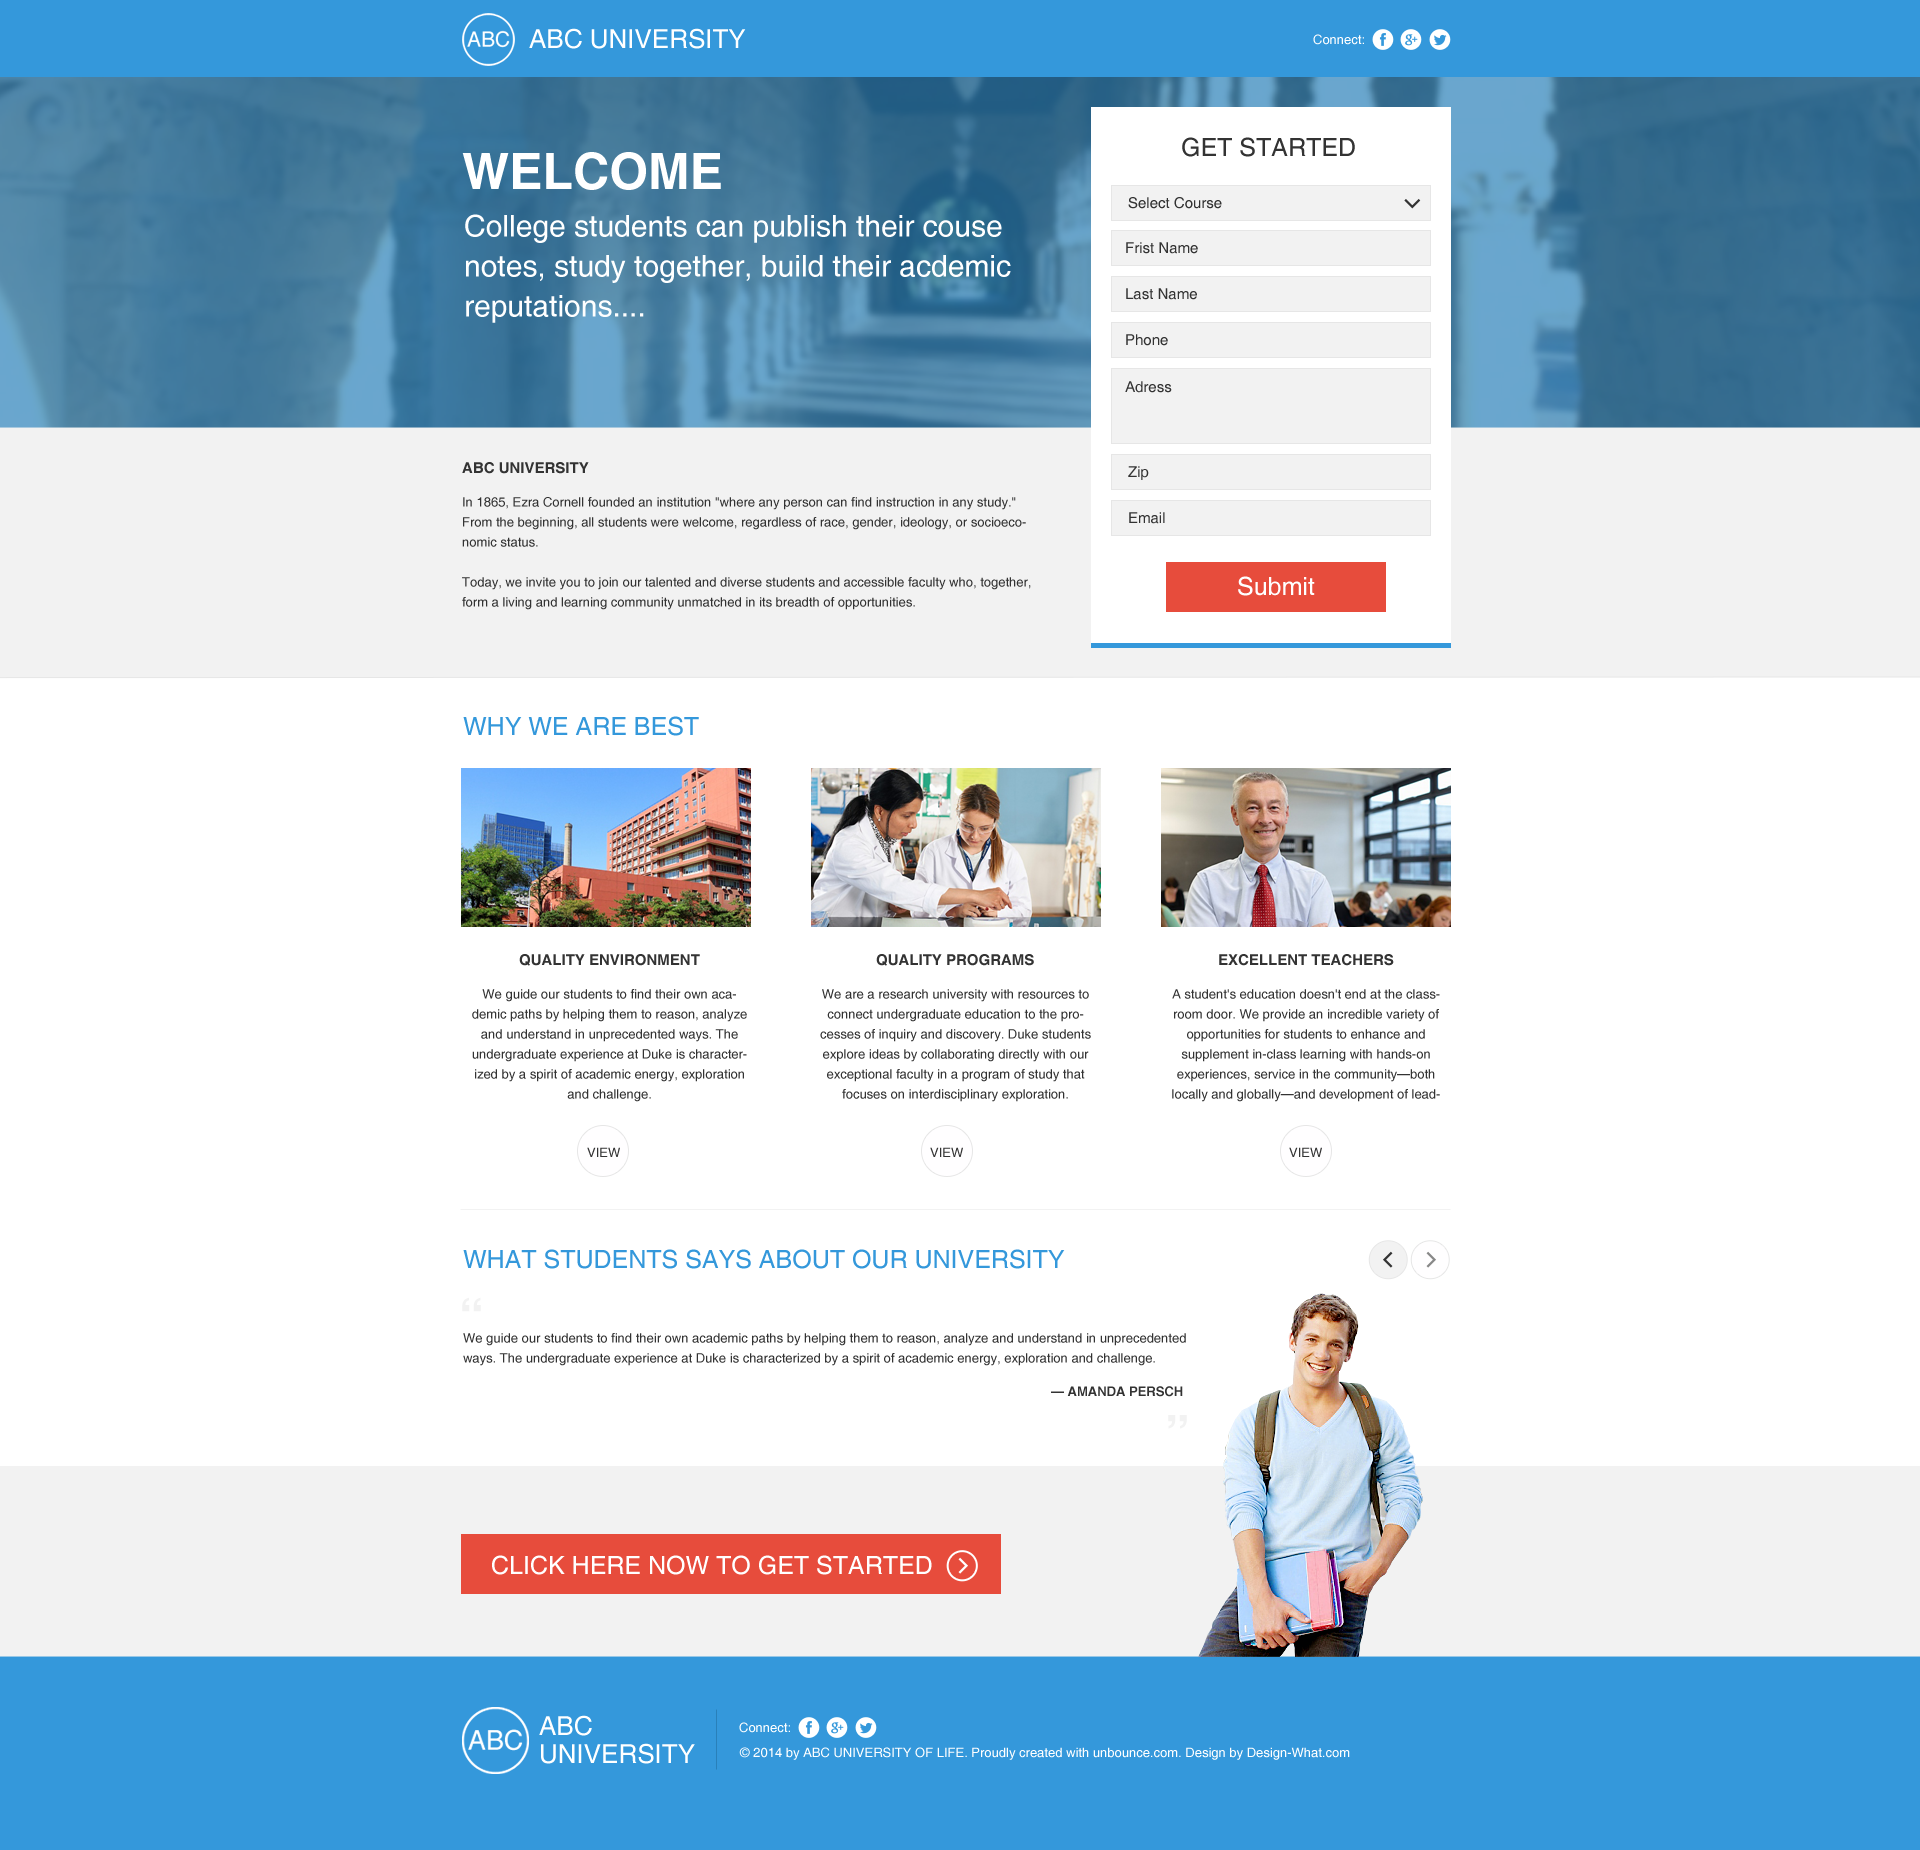 ABC ABC UNIVERSITY
Connect:
WELCOME
College students can publish their couse
notes, study together, build their acdemic
reputations....
GET STARTED
Select Course
Frist Name
Last Name
Phone
Adress
Zip
Email
Submit
ABC UNIVERSITY
In 1865, Ezra Cornell founded an institution "where any person can find instruction in any study."
From the beginning, all students were welcome, regardless of race, gender, ideology, or socioeco-
nomic status.
Today, we invite you to join our talented and diverse students and accessible faculty who, together,
form a living and learning community unmatched in its breadth of opportunities.
WHY WE ARE BEST
QUALITY ENVIRONMENT
We guide our students to find their own aca-
demic paths by helping them to reason, analyze
and understand in unprecedented ways. The
undergraduate experience at Duke is character-
ized by a spirit of academic energy, exploration
and challenge.
VIEW
QUALITY PROGRAMS
We are a research university with resources to
connect undergraduate education to the pro-
cesses of inquiry and discovery. Duke students
explore ideas by collaborating directly with our
exceptional faculty in a program of study that
focuses on interdisciplinary exploration.
VIEW
EXCELLENT TEACHERS
A student's education doesn't end at the class-
room door. We provide an incredible variety of
opportunities for students to enhance and
supplement in-class learning with hands-on
experiences, service in the community—both
locally and globally—and development of lead-
VIEW
WHAT STUDENTS SAYS ABOUT OUR UNIVERSITY
“
We guide our students to find their own academic paths by helping them to reason, analyze and understand in unprecedented
ways. The undergraduate experience at Duke is characterized by a spirit of academic energy, exploration and challenge.
— AMANDA PERSCH
”
CLICK HERE NOW TO GET STARTED
ABC
ABC
UNIVERSITY
Connect:
© 2014 by ABC UNIVERSITY OF LIFE. Proudly created with unbounce.com. Design by Design-What.com